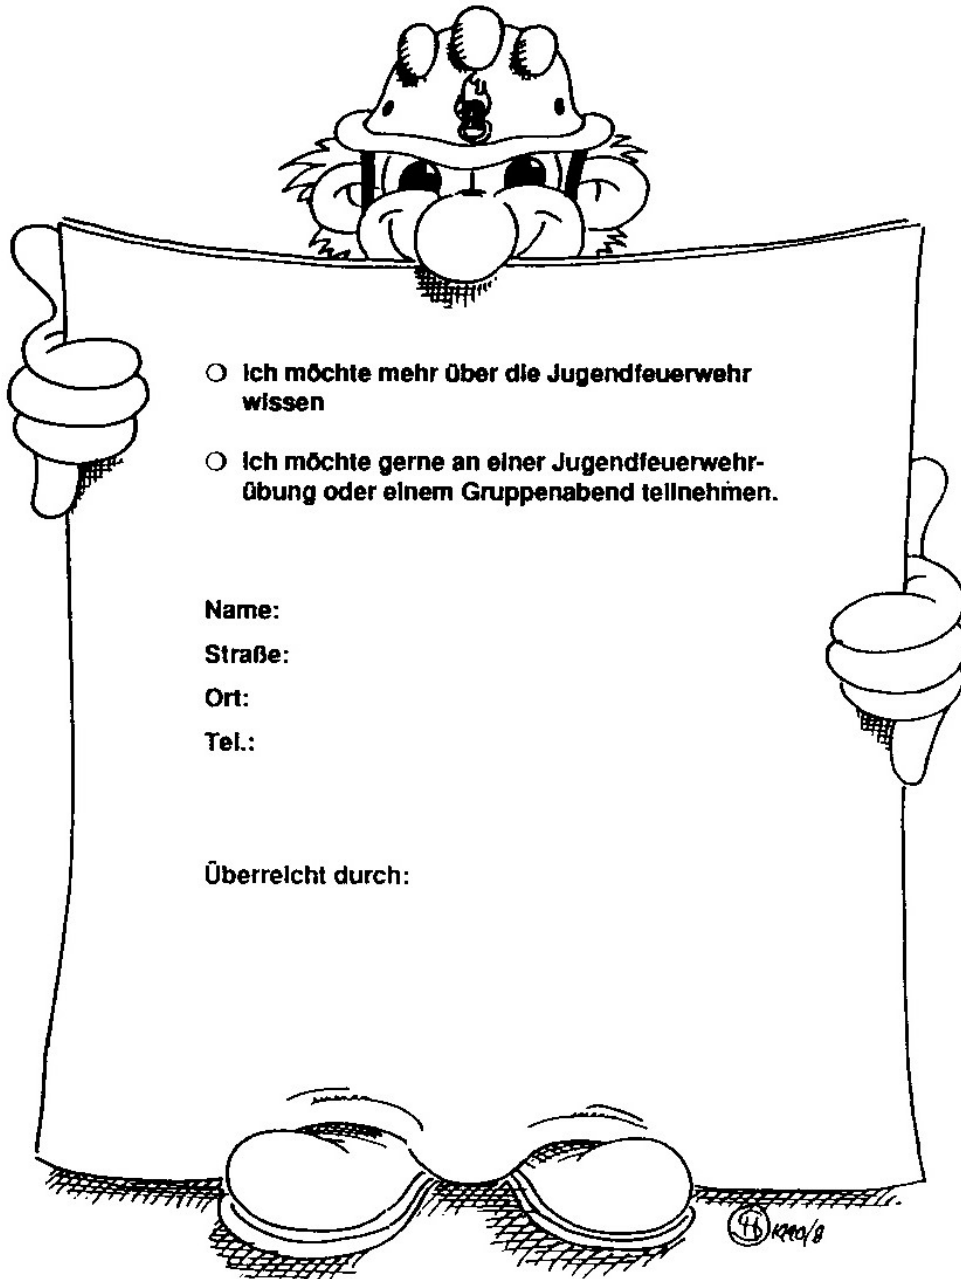 ○ Ich möchte mehr über die Jugendfeuerwehr
wissen
○ Ich möchte gerne an einer Jugendfeuerwehr-
übung oder einem Gruppenabend teilnehmen.
Name:
Straße:
Ort:
Tel.:
Überreicht durch: